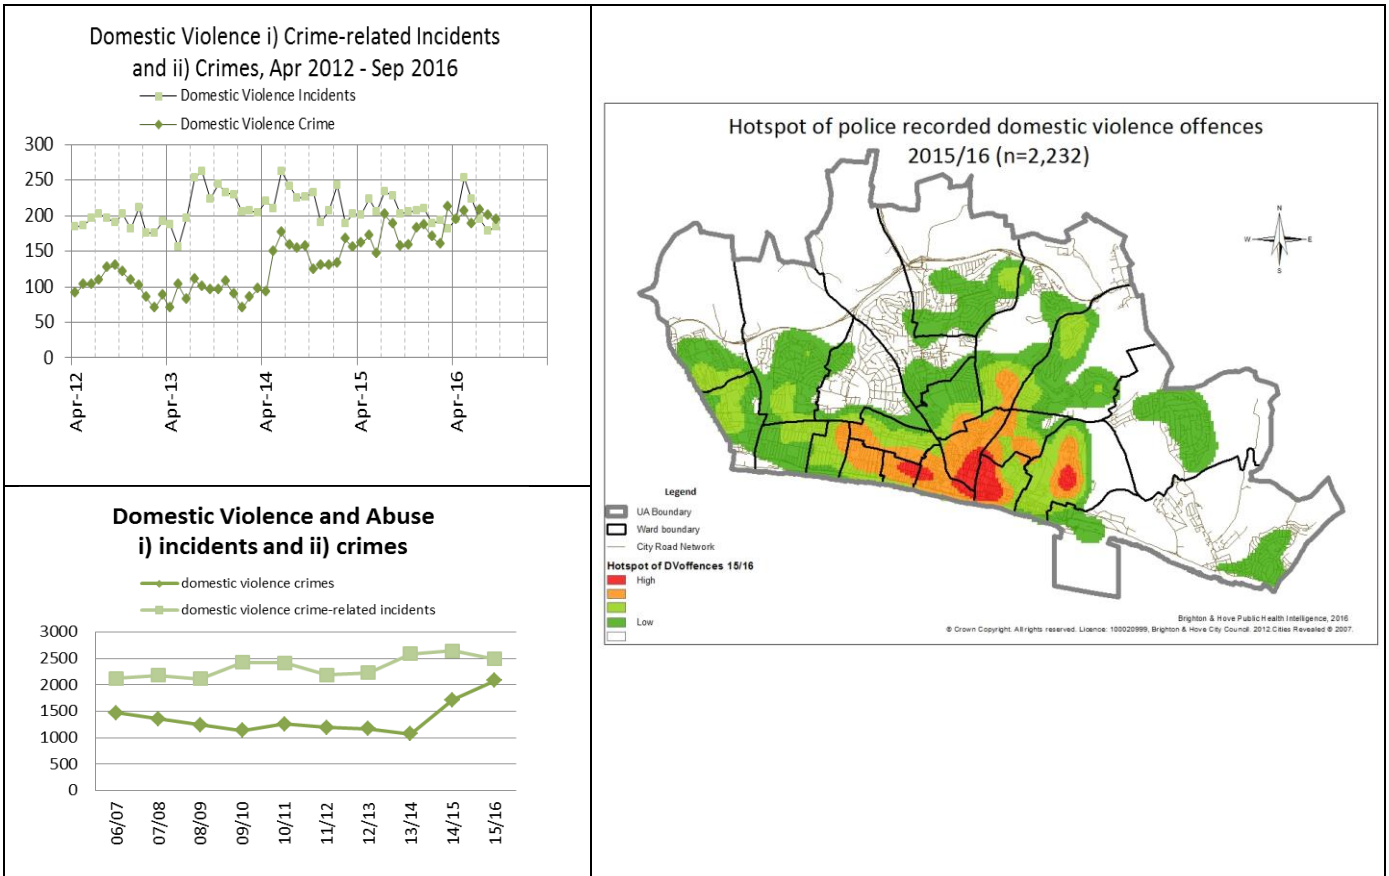 Domestic Violence i) Crime-related Incidents
and ii) Crimes, Apr 2012 - Sep 2016
Domestic Violence Incidents
Domestic Violence Crime
300
250
200
150
100
50
0
Apr-12
Apr-13
Apr-14
Apr-15
Apr-16
Domestic Violence and Abuse
i) incidents and ii) crimes
domestic violence crimes
domestic violence crime-related incidents
3000
2500
2000
1500
1000
500
0
06/07
07/08
08/09
09/10
10/11
11/12
12/13
13/14
14/15
15/16
Hotspot of police recorded domestic violence offences
2015/16 (n=2,232)
N
W E
S
Legend
UA Boundary
Ward boundary
City Road Network
Hotspot of DVoffences 15/16
High
Low
Brighton & Hove Public Health Intelligence, 2016
© Crown Copyright. All rights reserved. Licence: 100020999, Brighton & Hove City Council. 2012.Cities Revealed © 2007.